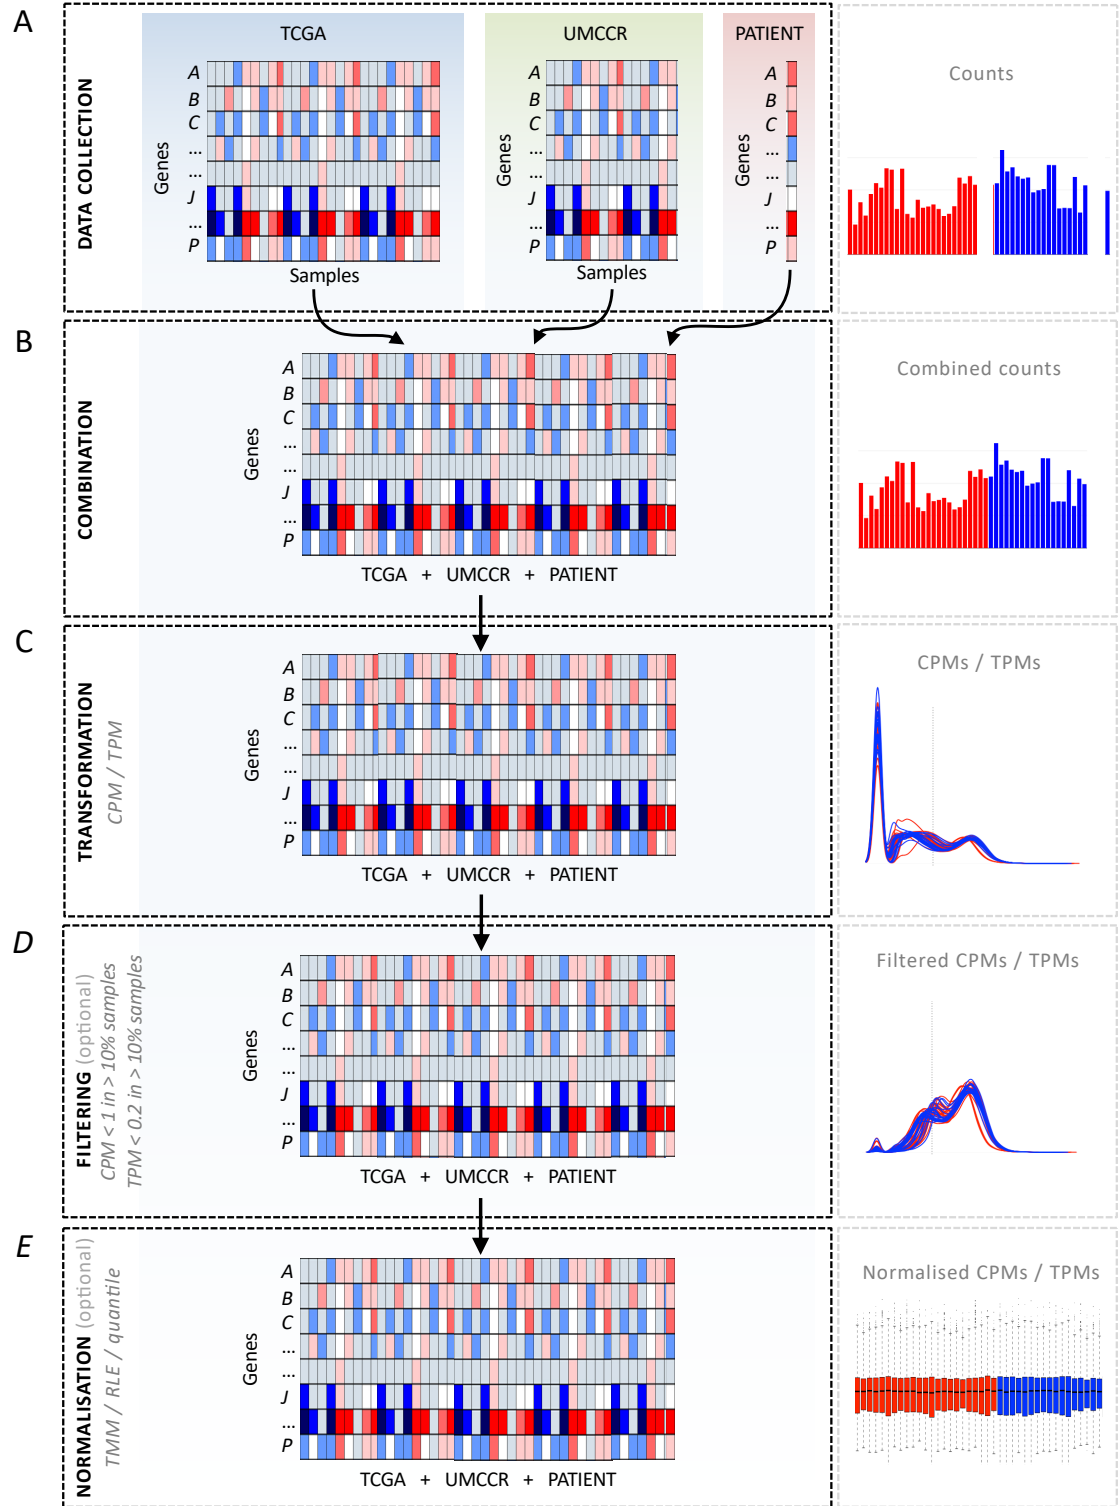 A
DATA COLLECTION
TCGA
UMCCR
PATIENT
Genes
A
B
C
...
...
J
...
P
Samples
Genes
A
B
C
...
...
J
...
P
Samples
Genes
A
B
C
...
...
J
...
P
Counts
B
COMBINATION
Genes
A
B
C
...
...
J
...
P
TCGA + UMCCR + PATIENT
Combined counts
C
TRANSFORMATION
CPM / TPM
Genes
A
B
C
...
...
J
...
P
TCGA + UMCCR + PATIENT
CPMs / TPMs
D
FILTERING (optional)
CPM < 1 in > 10% samples
TPM < 0.2 in > 10% samples
Genes
A
B
C
...
...
J
...
P
TCGA + UMCCR + PATIENT
Filtered CPMs / TPMs
E
NORMALISATION (optional)
TMM / RLE / quantile
Genes
A
B
C
...
...
J
...
P
TCGA + UMCCR + PATIENT
Normalised CPMs / TPMs